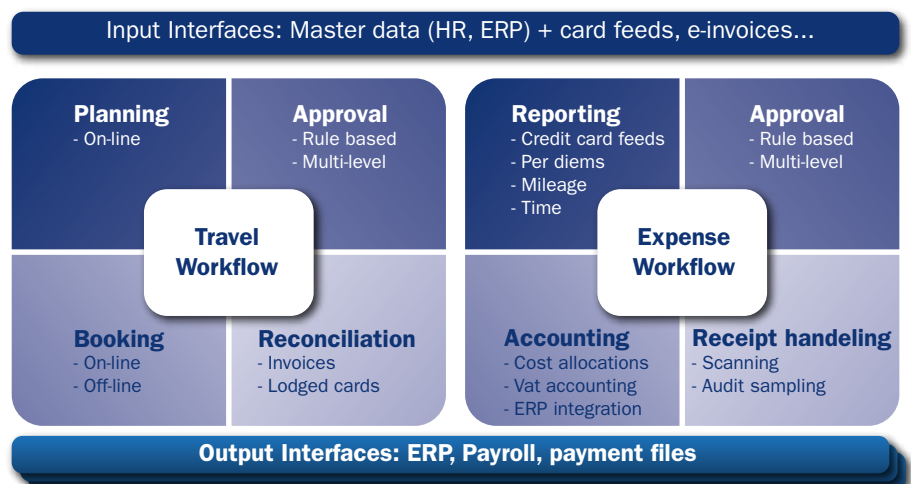 Input Interfaces: Master data (HR, ERP) + card feeds, e-invoices...
Planning
- On-line
Approval
- Rule based
- Multi-level
Travel
Workflow
Booking
- On-line
- Off-line
Reconciliation
- Invoices
- Lodged cards
Reporting
- Credit card feeds
- Per diems
- Mileage
- Time
Approval
- Rule based
- Multi-level
Expense
Workflow
Accounting
- Cost allocations
- Vat accounting
- ERP integration
Receipt handeling
- Scanning
- Audit sampling
Output Interfaces: ERP, Payroll, payment files